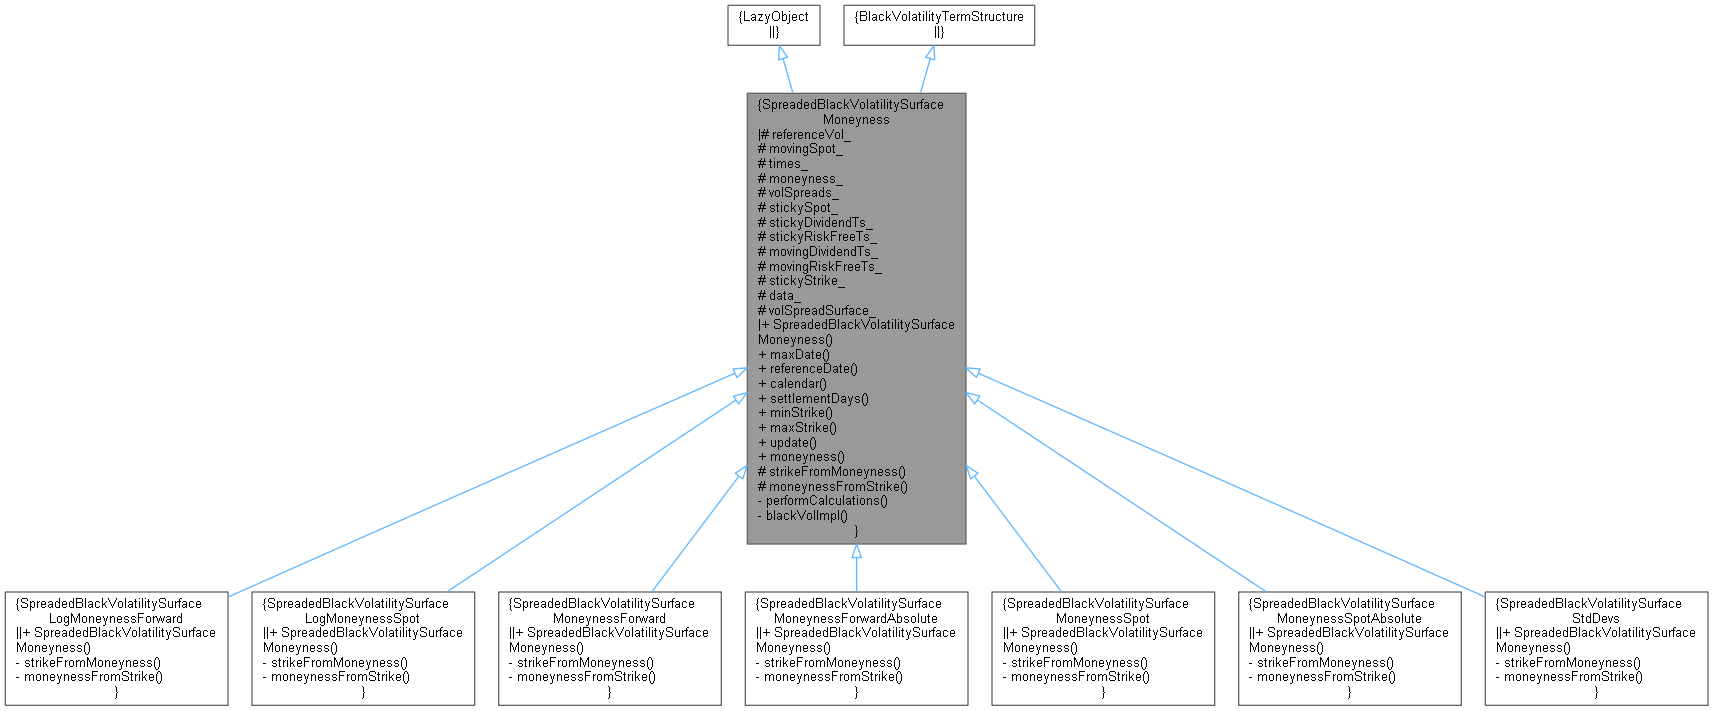 {LazyObject
||}
{BlackVolatilityTermStructure
||}
{SpreadedBlackVolatilitySurface
Moneyness
|# referenceVol_
# movingSpot_
# times_
# moneyness_
# volSpreads_
# stickySpot_
# stickyDividendTs_
# stickyRiskFreeTs_
# movingDividendTs_
# movingRiskFreeTs_
# stickyStrike_
# data_
# volSpreadSurface_
|+ SpreadedBlackVolatilitySurface
Moneyness()
+ maxDate()
+ referenceDate()
+ calendar()
+ settlementDays()
+ minStrike()
+ maxStrike()
+ update()
+ moneyness()
# strikeFromMoneyness()
# moneynessFromStrike()
- performCalculations()
- blackVolImpl()
}
{SpreadedBlackVolatilitySurface
LogMoneynessForward
||+ SpreadedBlackVolatilitySurface
Moneyness()
- strikeFromMoneyness()
- moneynessFromStrike()
}
{SpreadedBlackVolatilitySurface
LogMoneynessSpot
||+ SpreadedBlackVolatilitySurface
Moneyness()
- strikeFromMoneyness()
- moneynessFromStrike()
}
{SpreadedBlackVolatilitySurface
MoneynessForward
||+ SpreadedBlackVolatilitySurface
Moneyness()
- strikeFromMoneyness()
- moneynessFromStrike()
}
{SpreadedBlackVolatilitySurface
MoneynessForwardAbsolute
||+ SpreadedBlackVolatilitySurface
Moneyness()
- strikeFromMoneyness()
- moneynessFromStrike()
}
{SpreadedBlackVolatilitySurface
MoneynessSpot
||+ SpreadedBlackVolatilitySurface
Moneyness()
- strikeFromMoneyness()
- moneynessFromStrike()
}
{SpreadedBlackVolatilitySurface
MoneynessSpotAbsolute
||+ SpreadedBlackVolatilitySurface
Moneyness()
- strikeFromMoneyness()
- moneynessFromStrike()
}
{SpreadedBlackVolatilitySurface
StdDevs
||+ SpreadedBlackVolatilitySurface
Moneyness()
- strikeFromMoneyness()
- moneynessFromStrike()
}